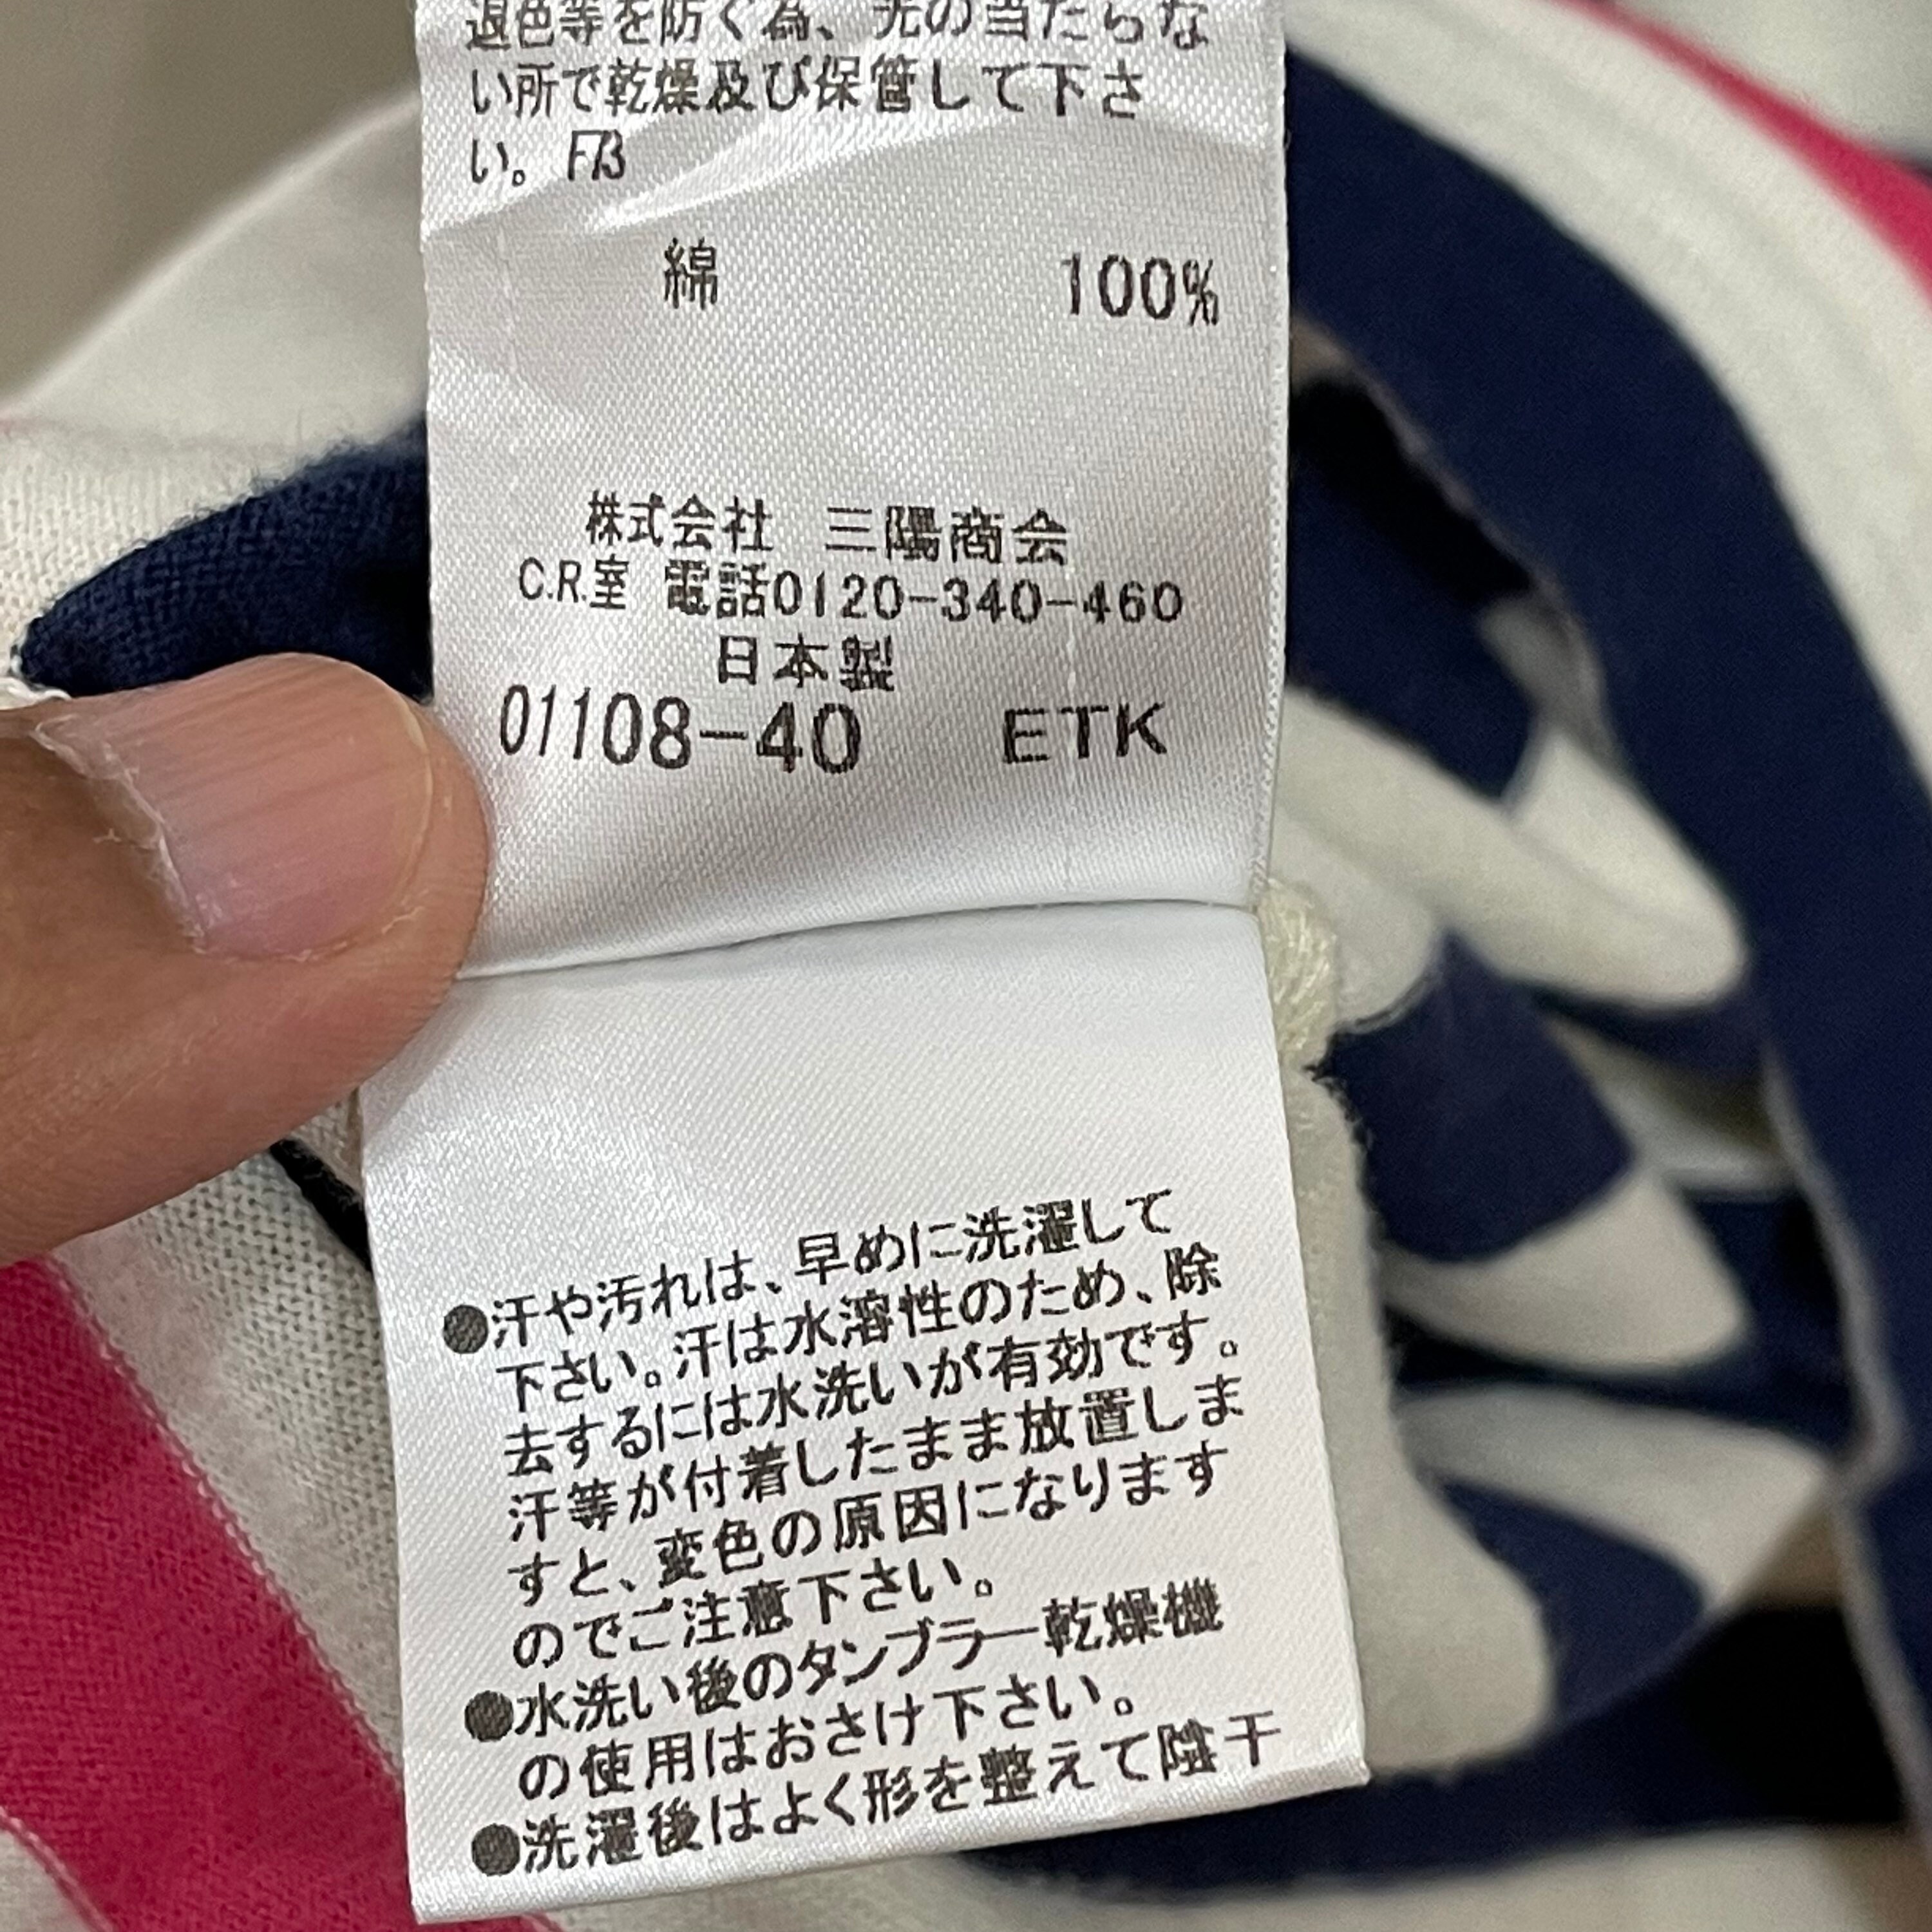 退色等を防ぐ為、光の当たらな
い所で乾燥及び保管して下さ
い。FB
綿 100%
株式会社 三陽商会
C.R.室 電話0120-340-460
日本製
01108-40 ETK
●汗や汚れは、早めに洗濯して
下さい。汗は水溶性のため、除
去するには水洗いが有効です。
汗等が付着したまま放置しま
すと、変色の原因になります
のでご注意下さい。
●水洗い後のタンブラー乾燥機
の使用はおさけ下さい。
●洗濯後はよく形を整えて陰干